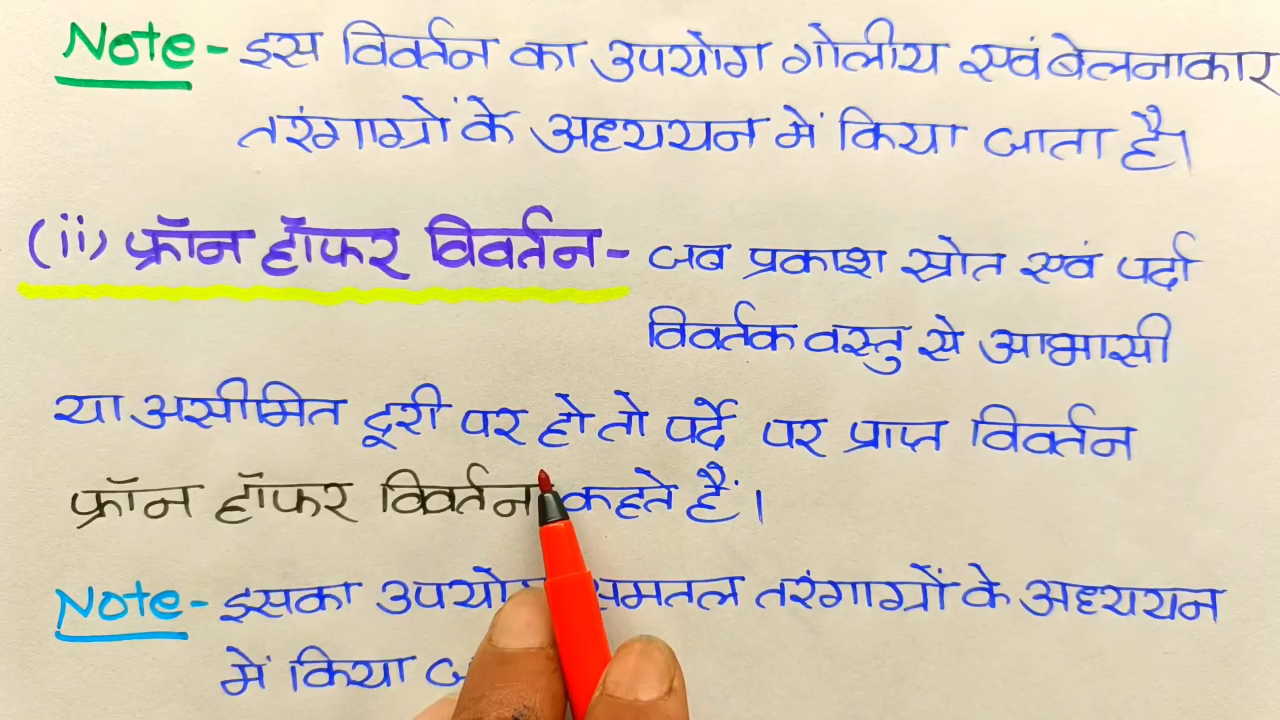 Note - इस विवर्तन का उपयोग गोलीय एवं बेलनाकार
तरंगाग्रों के अध्ययन में किया जाता है।
(ii) फ्रॉन हॉफर विवर्तन - जब प्रकाश स्रोत एवं पर्दा
विवर्तक वस्तु से आभासी
या असीमित दूरी पर हो तो पर्दे पर प्राप्त विवर्तन
फ्रॉन हॉफर विवर्तन कहते हैं।
Note - इसका उपयो समतल तरंगाग्रों के अध्ययन
में किया